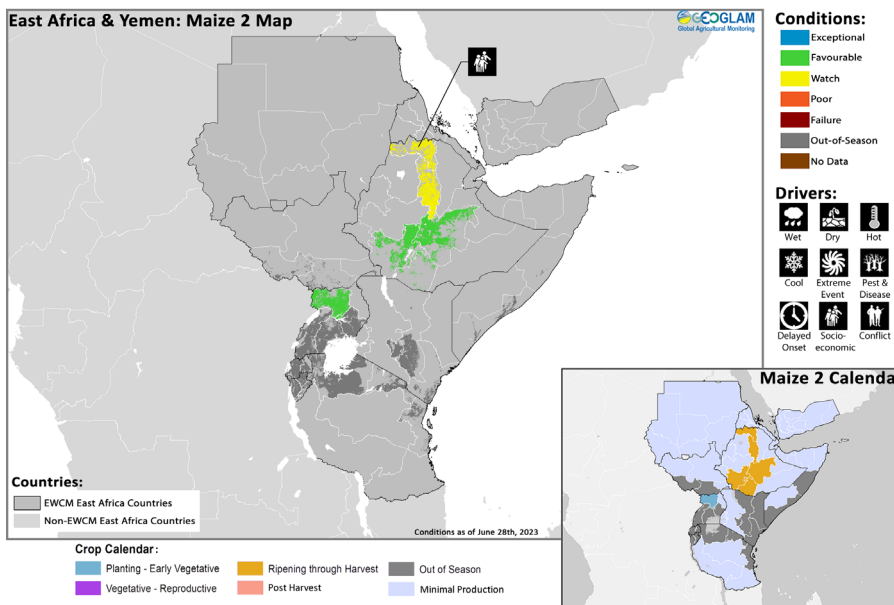 East Africa & Yemen: Maize 2 Map
GEOGLAM
Global Agricultural Monitoring
Conditions:
Exceptional
Favourable
Watch
Poor
Failure
Out-of-Season
No Data
Drivers:
Wet
Dry
Hot
Cool
Extreme
Event
Pest &
Disease
Delayed
Onset
Socio-
economic
Conflict
Countries:
EWCM East Africa Countries
Non-EWCM East Africa Countries
Conditions as of June 28th, 2023
Maize 2 Calenda
Crop Calendar:
Planting - Early Vegetative
Ripening through Harvest
Out of Season
Vegetative - Reproductive
Post Harvest
Minimal Production